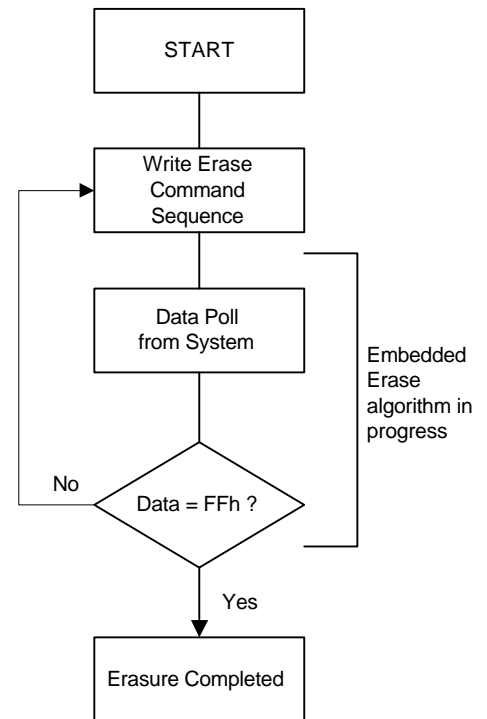 START
Write Erase
Command
Sequence
Data Poll
from System
Embedded
Erase
algorithm in
progress
No
Data = FFh ?
Yes
Erasure Completed